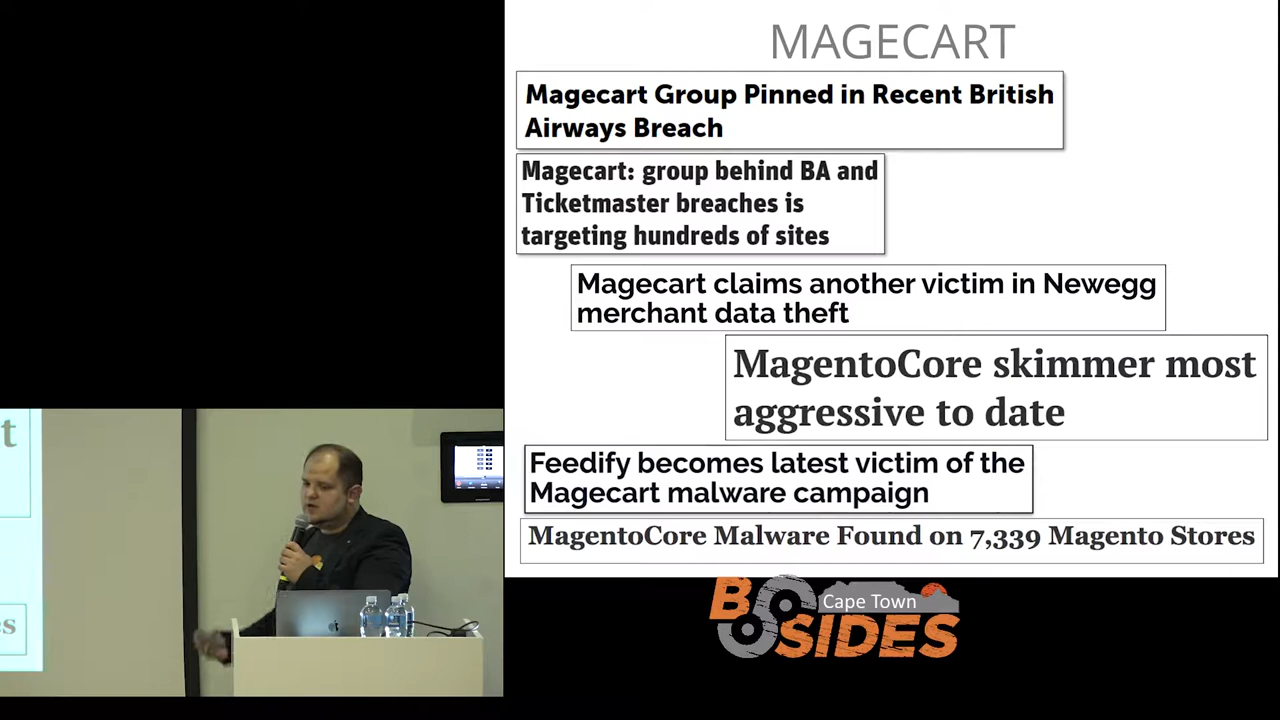 MAGECART
Magecart Group Pinned in Recent British
Airways Breach
Magecart: group behind BA and
Ticketmaster breaches is
targeting hundreds of sites
Magecart claims another victim in Newegg
merchant data theft
MagentoCore skimmer most
aggressive to date
Feedify becomes latest victim of the
Magecart malware campaign
MagentoCore Malware Found on 7,339 Magento Stores
t
s
BSIDES
Cape Town